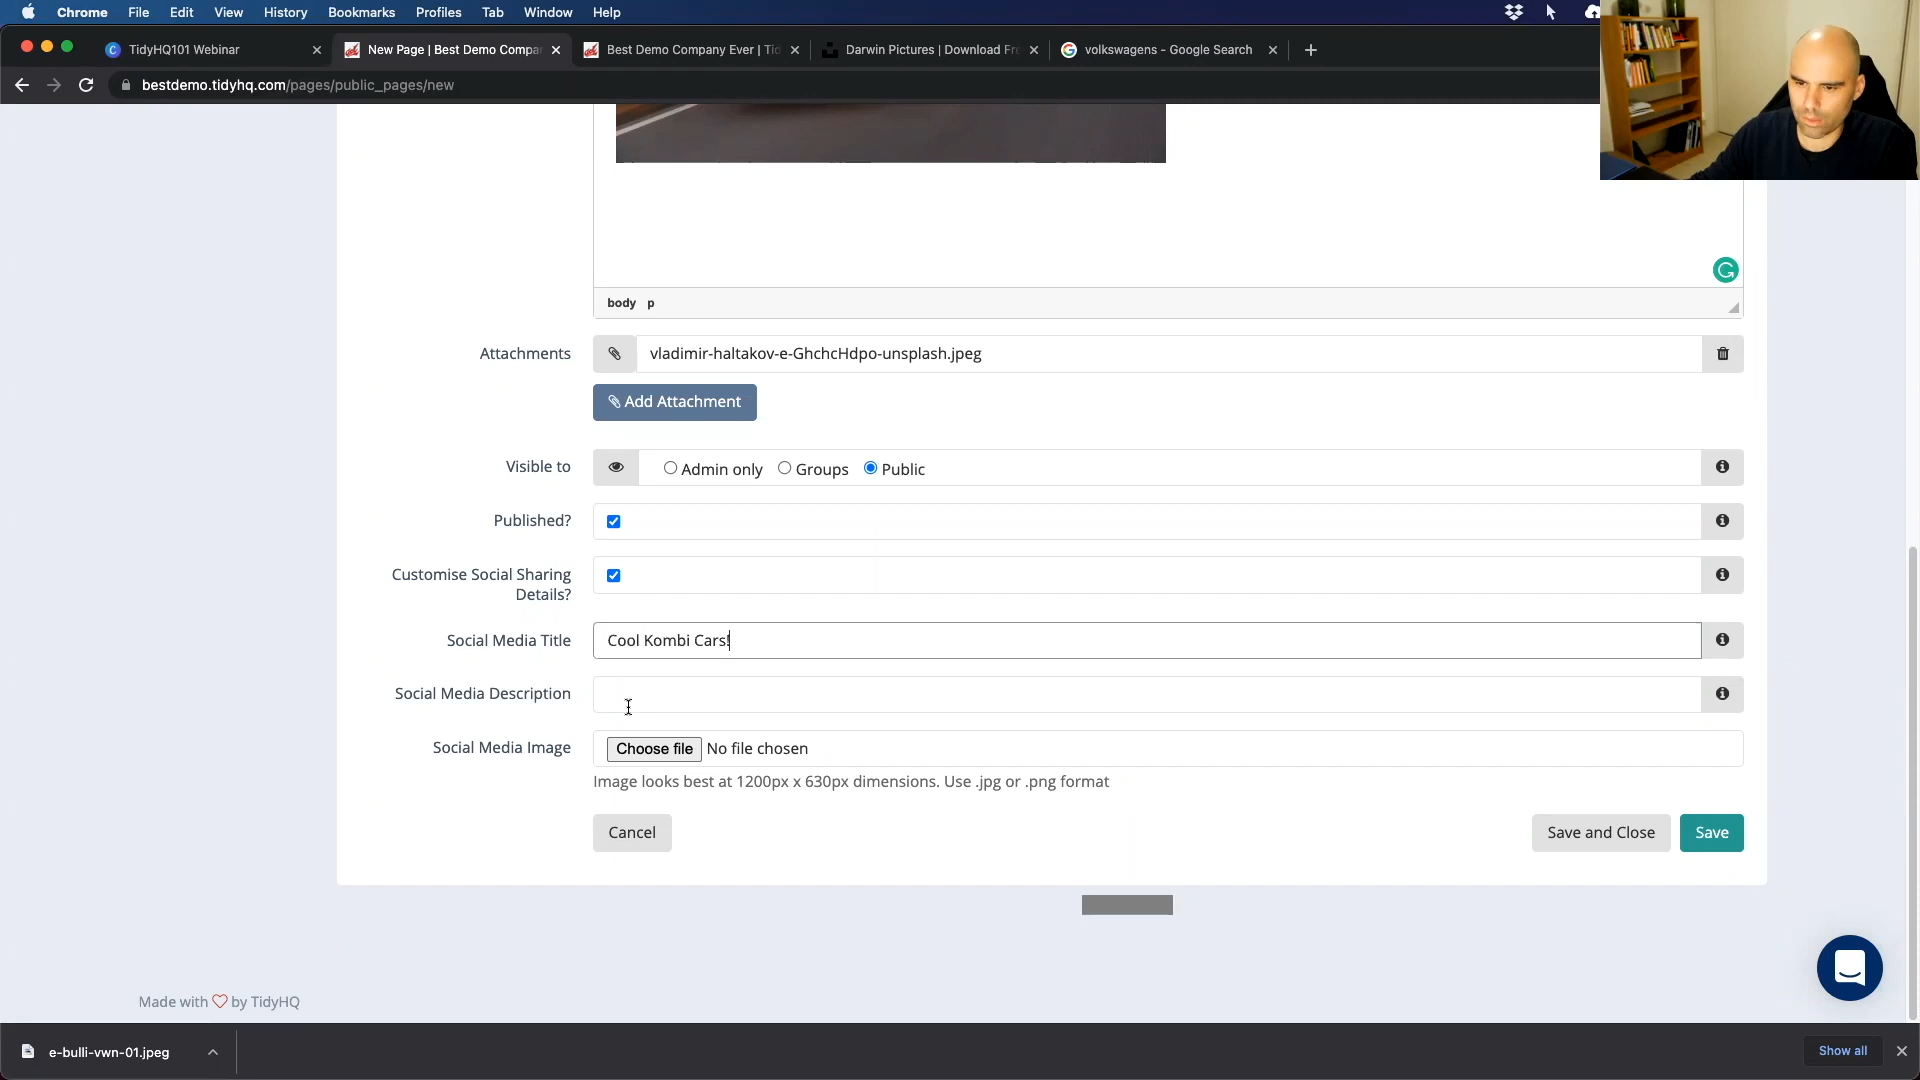 Chrome File Edit View History Bookmarks Profiles Tab Window Help
TidyHQ101 Webinar
New Page | Best Demo Compa
Best Demo Company Ever | Tid
Darwin Pictures | Download Fre
volkswagens - Google Search
bestdemo.tidyhq.com/pages/public_pages/new
body p
Attachments vladimir-haltakov-e-GhchcHdpo-unsplash.jpeg
Add Attachment
Visible to Admin only Groups Public
Published?
Customise Social Sharing
Details?
Social Media Title Cool Kombi Cars!
Social Media Description
Social Media Image Choose file No file chosen
Image looks best at 1200px x 630px dimensions. Use .jpg or .png format
Cancel Save and Close Save
Made with ♡ by TidyHQ
e-bulli-vwn-01.jpeg Show all